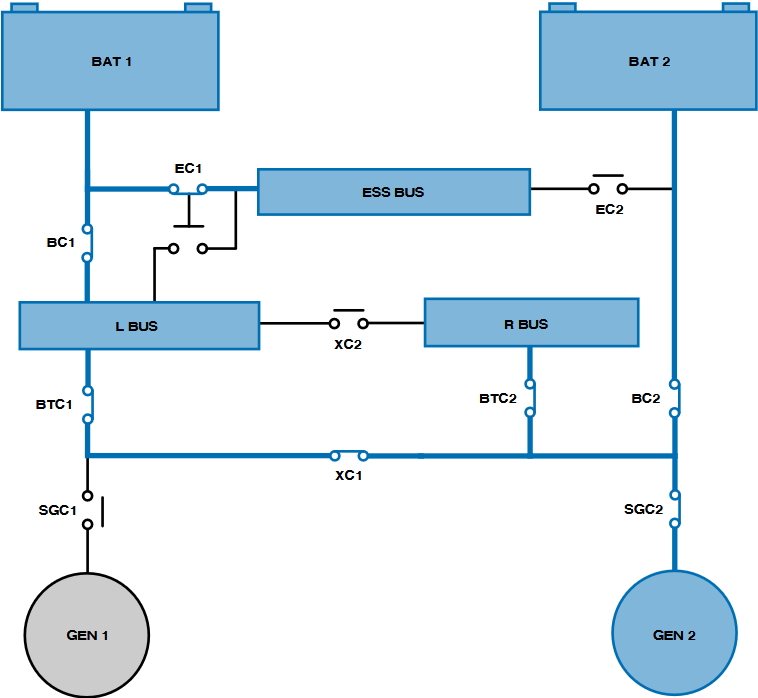 BAT 1
BAT 2
EC1
ESS BUS
EC2
BC1
L BUS
R BUS
XC2
BTC1
BTC2
BC2
XC1
SGC1
SGC2
GEN 1
GEN 2